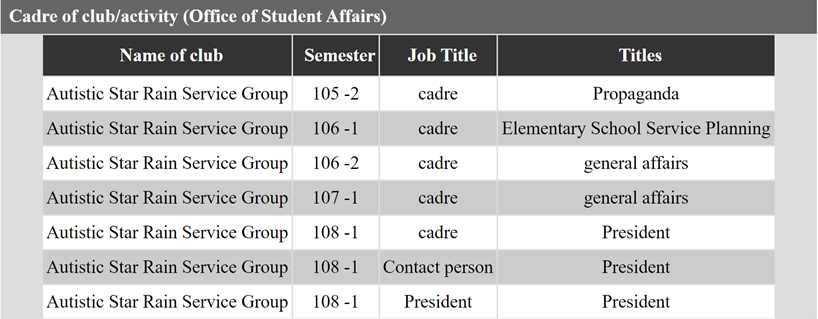 Cadre of club/activity (Office of Student Affairs)
Name of club Semester Job Title Titles
Autistic Star Rain Service Group 105 -2 cadre Propaganda
Autistic Star Rain Service Group 106 -1 cadre Elementary School Service Planning
Autistic Star Rain Service Group 106 -2 cadre general affairs
Autistic Star Rain Service Group 107 -1 cadre general affairs
Autistic Star Rain Service Group 108 -1 cadre President
Autistic Star Rain Service Group 108 -1 Contact person President
Autistic Star Rain Service Group 108 -1 President President